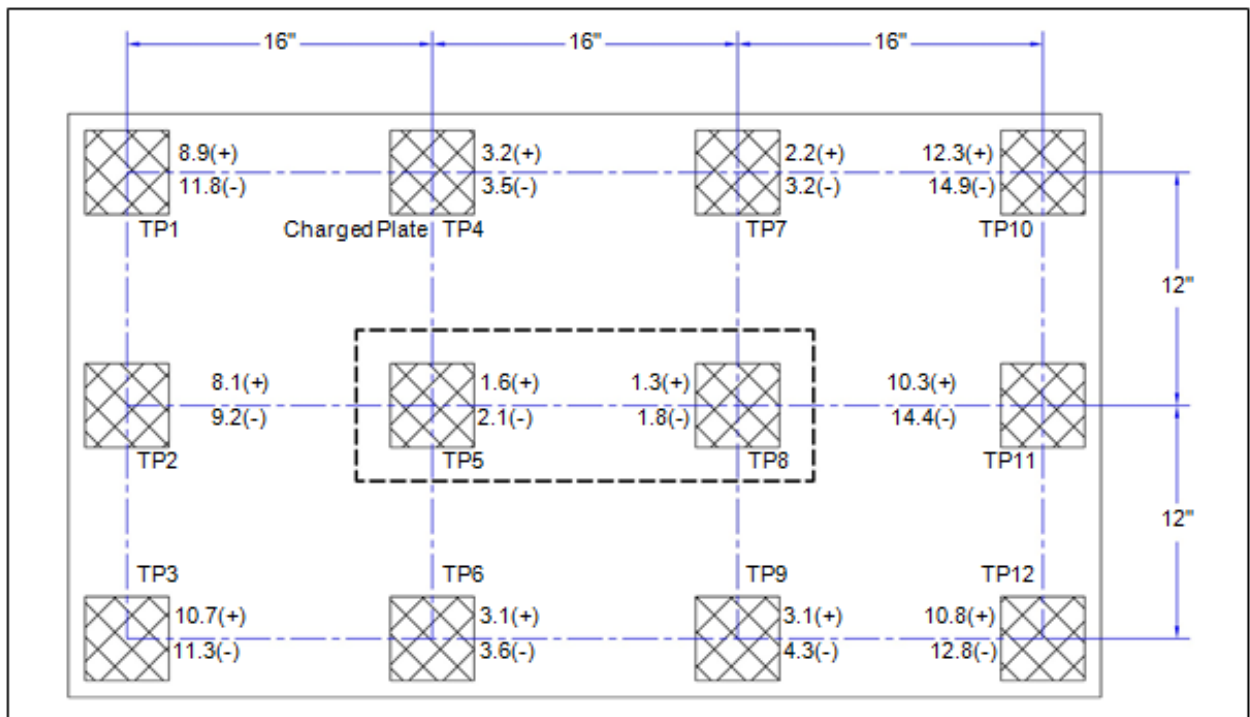 16" 16" 16"
8.9(+) 3.2(+) 2.2(+) 12.3(+)
11.8(-) 3.5(-) 3.2(-) 14.9(-)
TP1 Charged Plate TP4 TP7 TP10
12"
8.1(+) 1.6(+) 1.3(+) 10.3(+)
9.2(-) 2.1(-) 1.8(-) 14.4(-)
TP2 TP5 TP8 TP11
12"
TP3 TP6 TP9 TP12
10.7(+) 3.1(+) 3.1(+) 10.8(+)
11.3(-) 3.6(-) 4.3(-) 12.8(-)